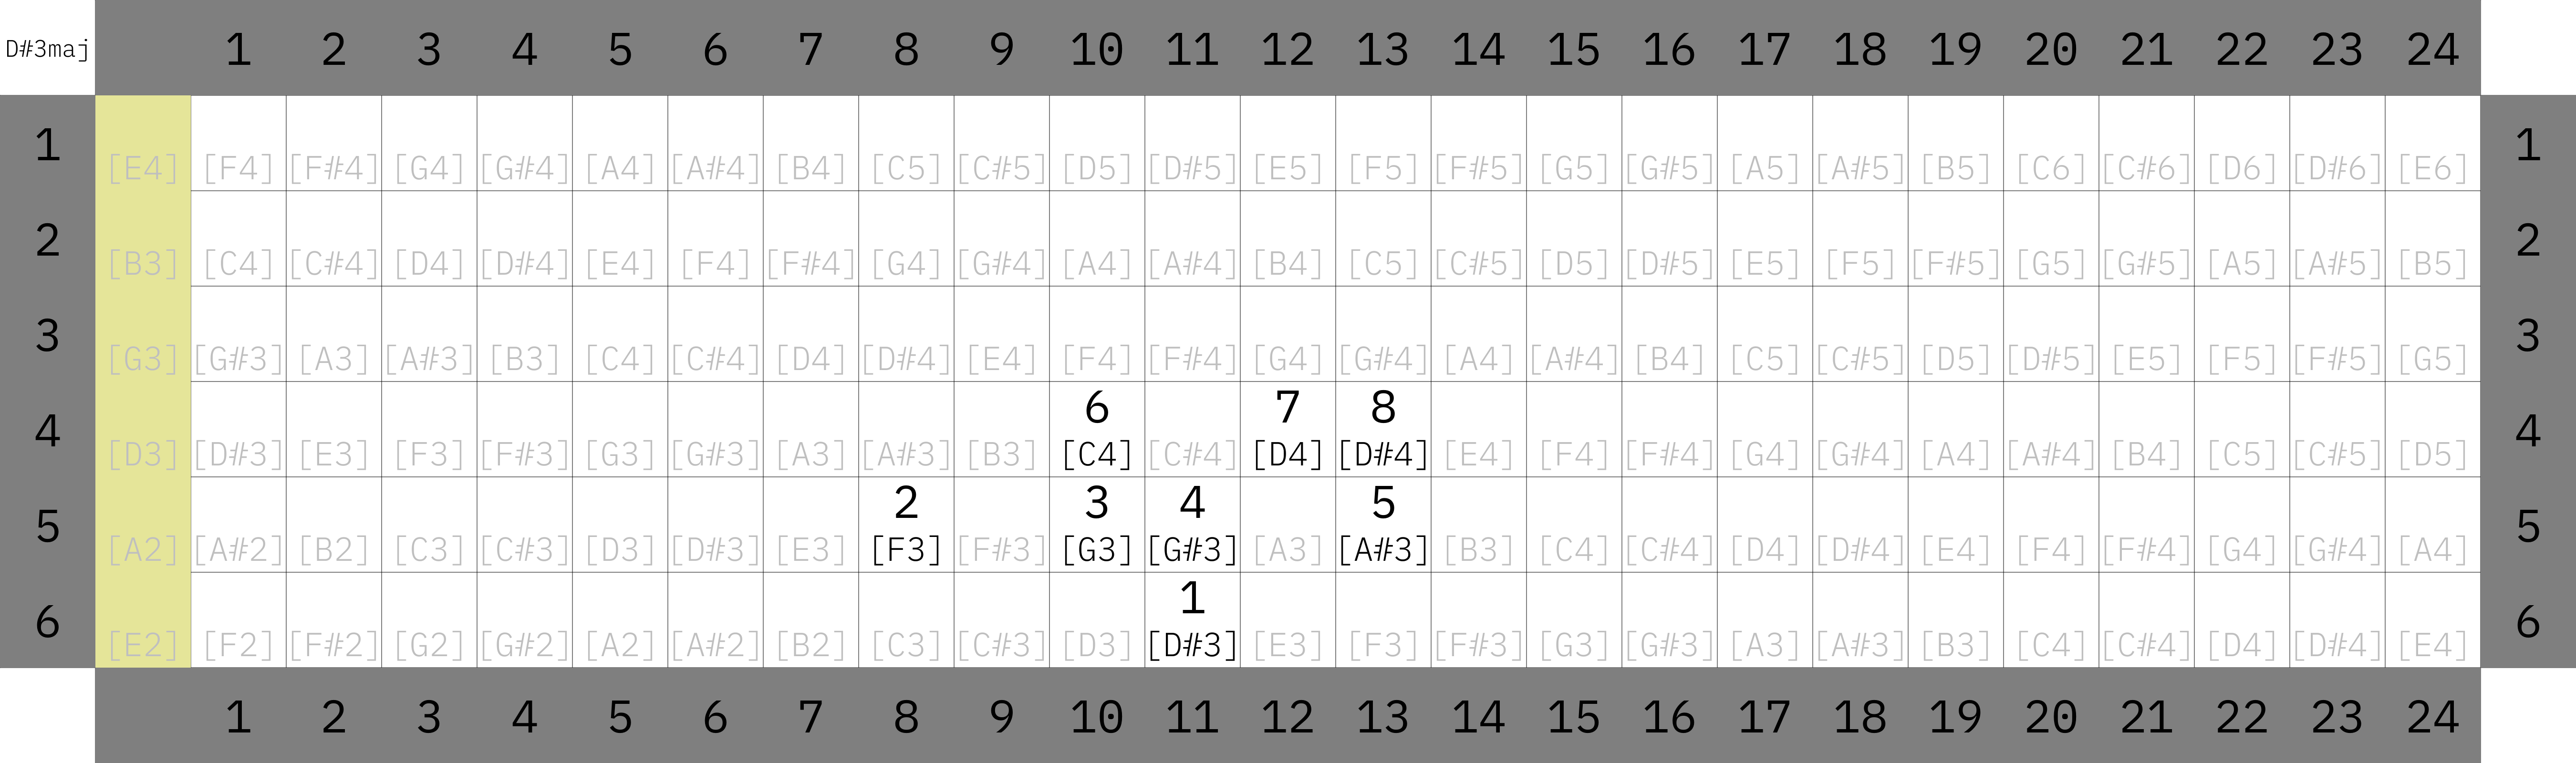 D#3maj 1 2 3 4 5 6 7 8 9 10 11 12 13 14 15 16 17 18 19 20 21 22 23 24
1 [E4] [F4] [F#4] [G4] [G#4] [A4] [A#4] [B4] [C5] [C#5] [D5] [D#5] [E5] [F5] [F#5] [G5] [G#5] [A5] [A#5] [B5] [C6] [C#6] [D6] [D#6] [E6] 1
2 [B3] [C4] [C#4] [D4] [D#4] [E4] [F4] [F#4] [G4] [G#4] [A4] [A#4] [B4] [C5] [C#5] [D5] [D#5] [E5] [F5] [F#5] [G5] [G#5] [A5] [A#5] [B5] 2
3 [G3] [G#3] [A3] [A#3] [B3] [C4] [C#4] [D4] [D#4] [E4] [F4] [F#4] [G4] [G#4] [A4] [A#4] [B4] [C5] [C#5] [D5] [D#5] [E5] [F5] [F#5] [G5] 3
6 7 8
4 [D3] [D#3] [E3] [F3] [F#3] [G3] [G#3] [A3] [A#3] [B3] [C4] [C#4] [D4] [D#4] [E4] [F4] [F#4] [G4] [G#4] [A4] [A#4] [B4] [C5] [C#5] [D5] 4
2 3 4 5
5 [A2] [A#2] [B2] [C3] [C#3] [D3] [D#3] [E3] [F3] [F#3] [G3] [G#3] [A3] [A#3] [B3] [C4] [C#4] [D4] [D#4] [E4] [F4] [F#4] [G4] [G#4] [A4] 5
1
6 [E2] [F2] [F#2] [G2] [G#2] [A2] [A#2] [B2] [C3] [C#3] [D3] [D#3] [E3] [F3] [F#3] [G3] [G#3] [A3] [A#3] [B3] [C4] [C#4] [D4] [D#4] [E4] 6
1 2 3 4 5 6 7 8 9 10 11 12 13 14 15 16 17 18 19 20 21 22 23 24